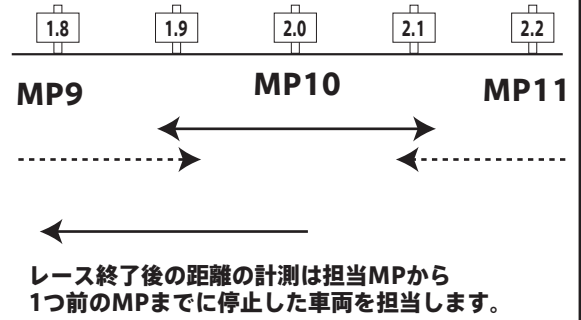 1.8 1.9 2.0 2.1 2.2
MP9 MP10 MP11
レース終了後の距離の計測は担当MPから
1つ前のMPまでに停止した車両を担当します。